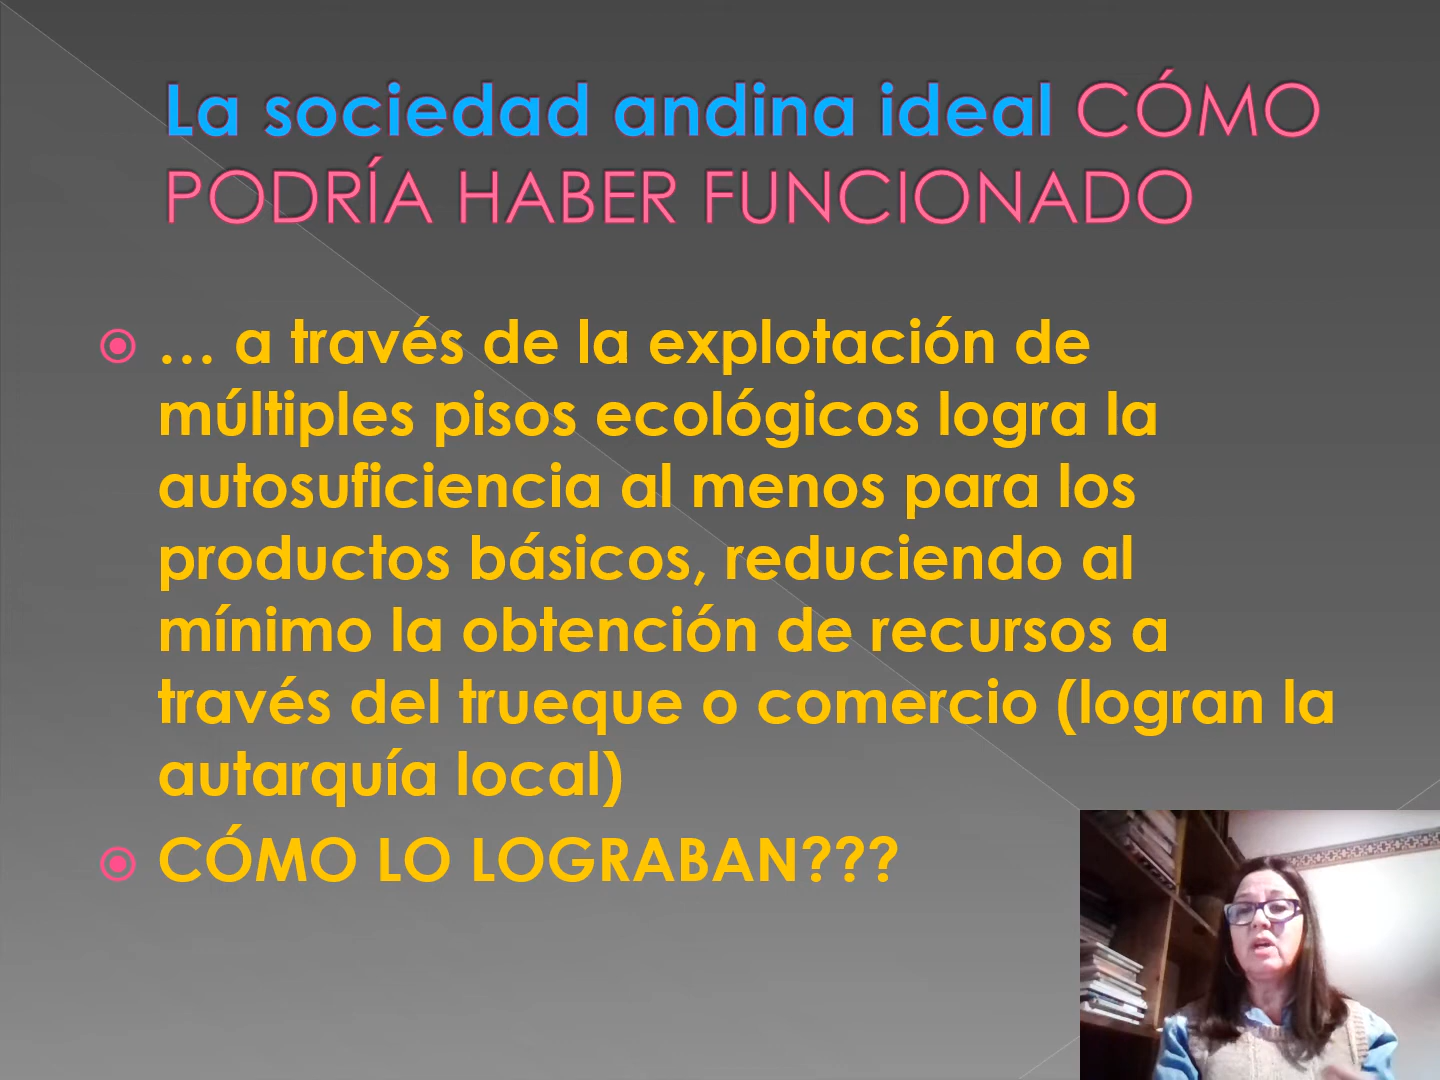 La sociedad andina ideal CÓMO
PODRÍA HABER FUNCIONADO
… a través de la explotación de
múltiples pisos ecológicos logra la
autosuficiencia al menos para los
productos básicos, reduciendo al
mínimo la obtención de recursos a
través del trueque o comercio (logran la
autarquía local)
CÓMO LO LOGRABAN???